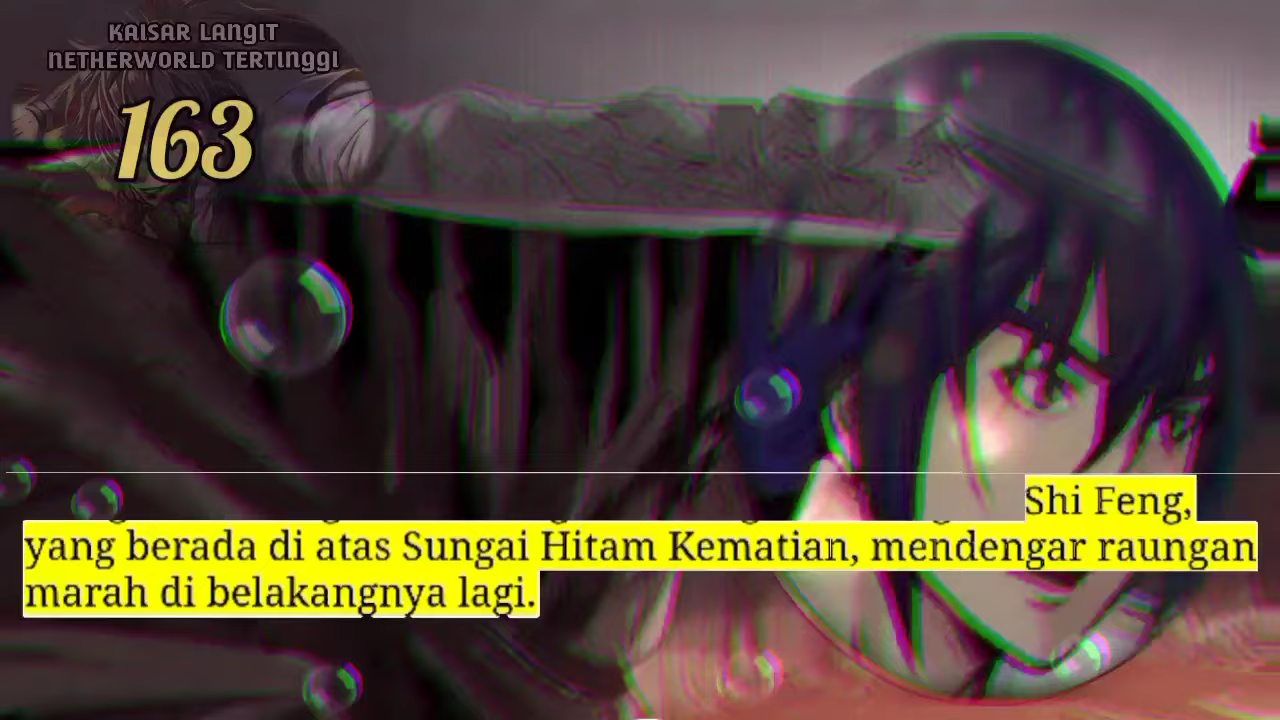 KAISAR LANGIT
NETHERWORLD TERTINGGI
163
Shi Feng,
yang berada di atas Sungai Hitam Kematian, mendengar raungan
marah di belakangnya lagi.